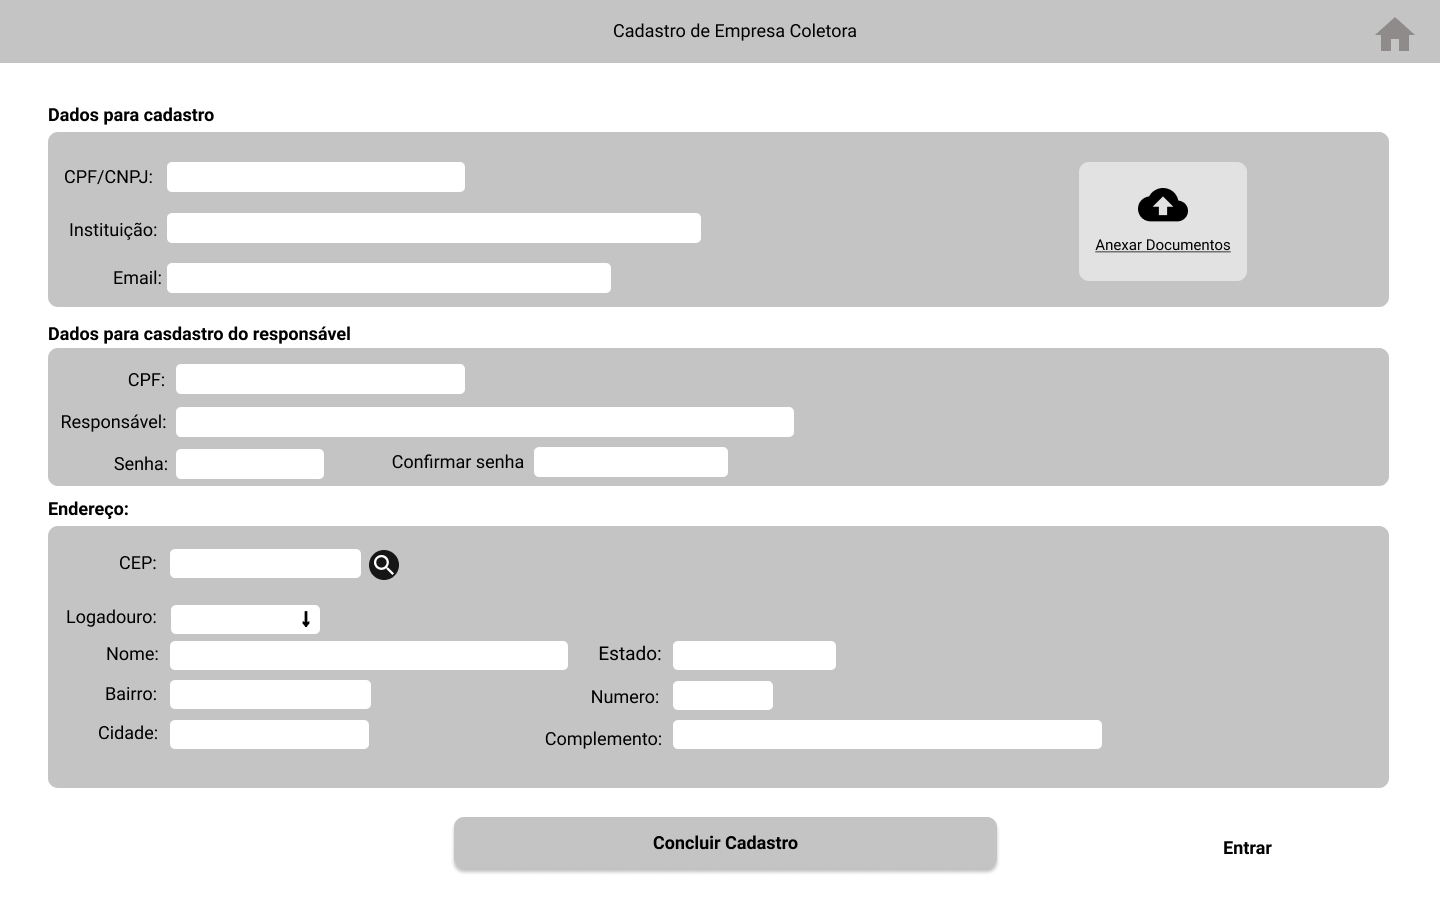 Cadastro de Empresa Coletora
Dados para cadastro
CPF/CNPJ:
Instituição:
Email:
Anexar Documentos
Dados para casdastro do responsável
CPF:
Responsável:
Senha:
Confirmar senha
Endereço:
CEP:
Logadouro:
Nome:
Estado:
Bairro:
Numero:
Cidade:
Complemento:
Concluir Cadastro
Entrar